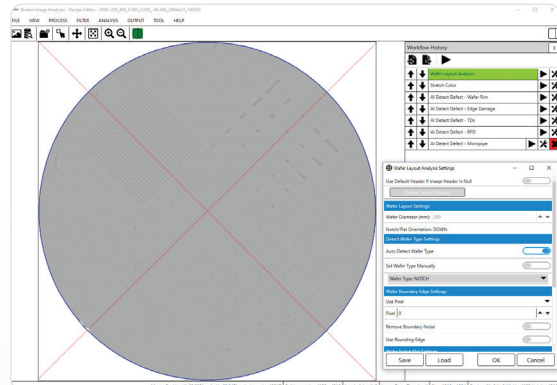 Bruker Image Analyzer - Recipe Editor -
FILE VIEW PROCESS FILTER ANALYSIS OUTPUT TOOL HELP
Workflow History
Wafer Layout Analysis
Stretch Color
AI Detect Defect - Wafer Rim
AI Detect Defect - Edge Damage
AI Detect Defect - TDs
AI Detect Defect - BPD
AI Detect Defect - Micropipe
Wafer Layout Analysis Settings
Use Default Header If Image Header Is Null
Wafer Layout Settings
Wafer Diameter (mm): 200
Notch/Flat Orientation: DOWN
Detect Wafer Type Settings
Auto Detect Wafer Type
Set Wafer Type Manually
Wafer Type: NOTCH
Wafer Boundary Edge Settings
Use Pixel
Pixel 0
Remove Boundary Noise
Use Rounding Edge
Save Load OK Cancel